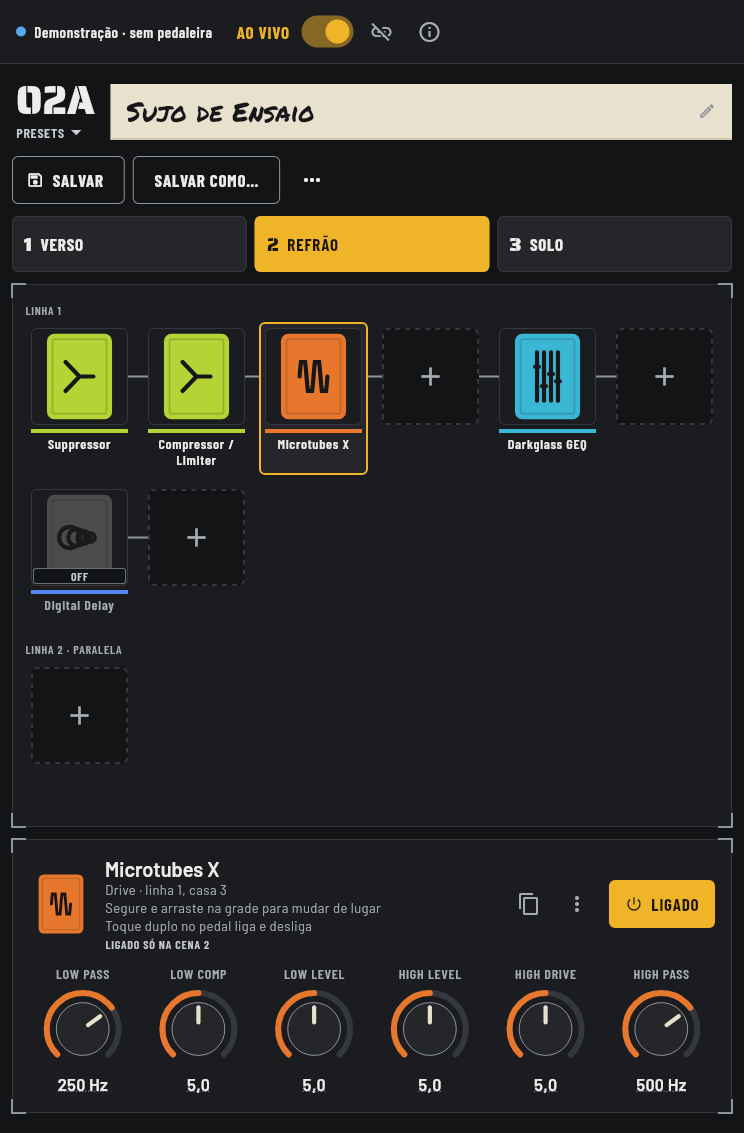 Demonstração · sem pedaleira
AO VIVO
02A
Sujo de Ensaio
PRESETS
SALVAR
SALVAR COMO...
1 VERSO
2 REFRÃO
3 SOLO
LINHA 1
Suppressor
Compressor /
Limiter
Microtubes X
Darkglass GEQ
OFF
Digital Delay
LINHA 2 · PARALELA
Microtubes X
Drive · linha 1, casa 3
Segure e arraste na grade para mudar de lugar
Toque duplo no pedal liga e desliga
LIGADO SÓ NA CENA 2
LIGADO
LOW PASS
LOW COMP
LOW LEVEL
HIGH LEVEL
HIGH DRIVE
HIGH PASS
250 Hz
5,0
5,0
5,0
5,0
500 Hz